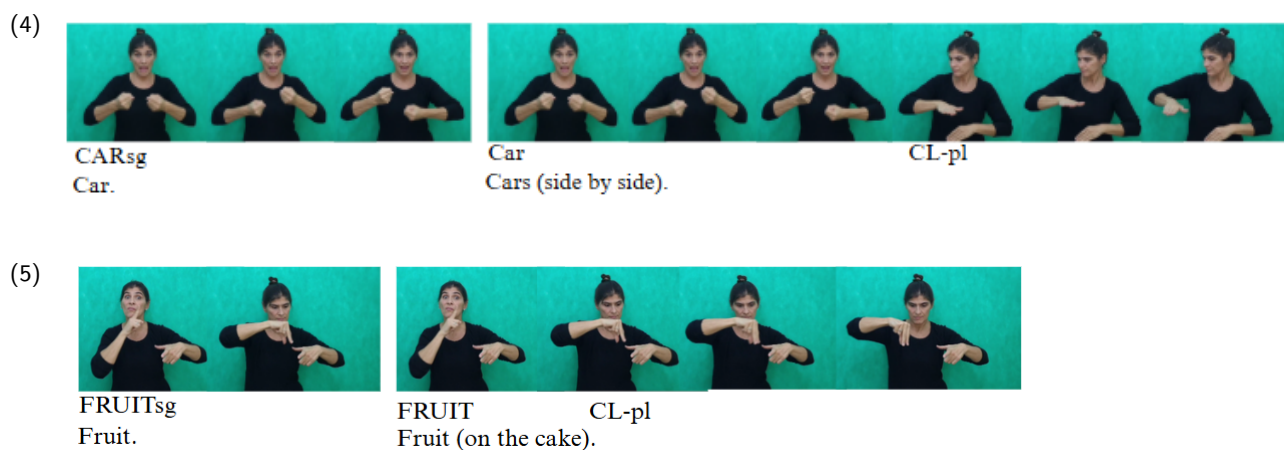 (4)
CARsg Car CL-pl
Car. Cars (side by side).
(5)
FRUITsg FRUIT CL-pl
Fruit. Fruit (on the cake).